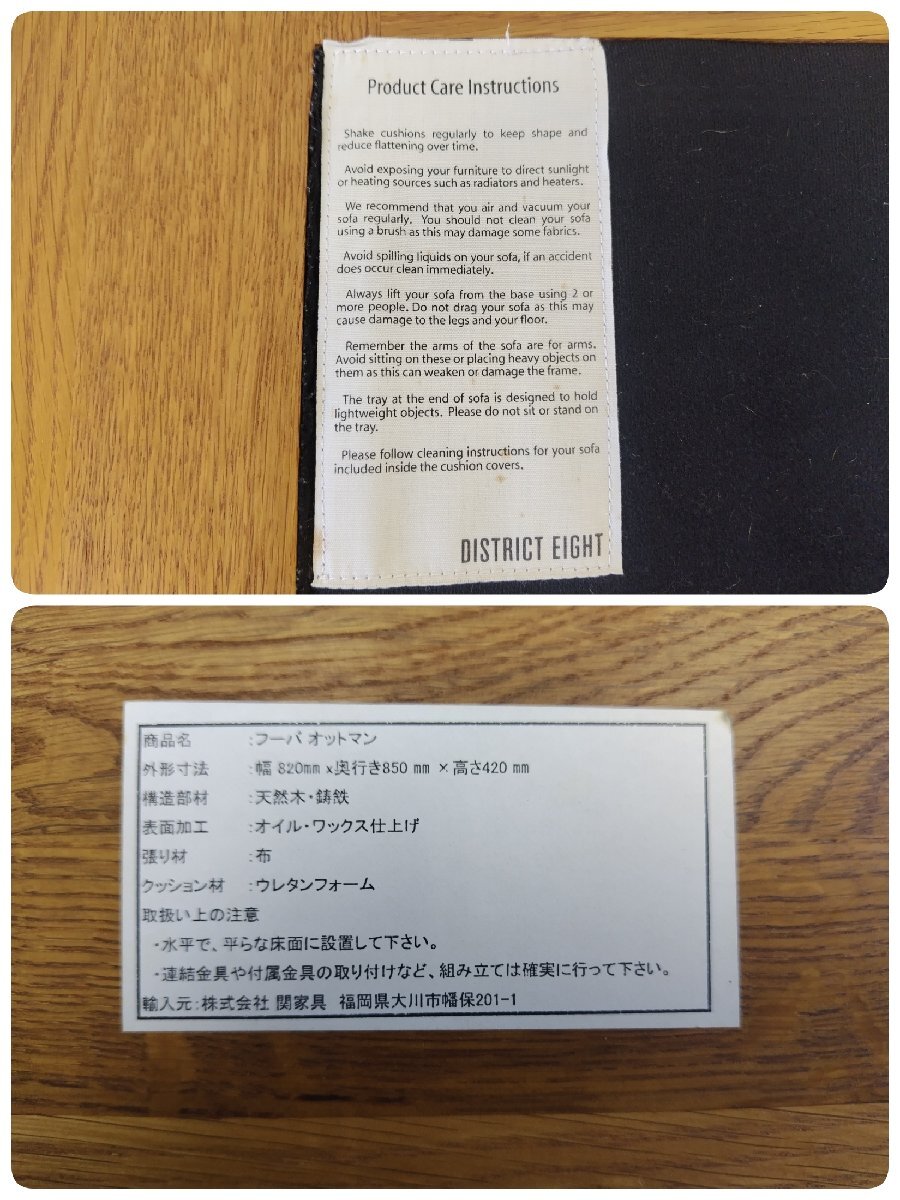 Product Care Instructions
Shake cushions regularly to keep shape and
reduce flattening over time.
Avoid exposing your furniture to direct sunlight
or heating sources such as radiators and heaters.
We recommend that you air and vacuum your
sofa regularly. You should not clean your sofa
using a brush as this may damage some fabrics.
Avoid spilling liquids on your sofa, if an accident
does occur clean immediately.
Always lift your sofa from the base using 2 or
more people. Do not drag your sofa as this may
cause damage to the legs and your floor.
Remember the arms of the sofa are for arms.
Avoid sitting on these or placing heavy objects on
them as this can weaken or damage the frame.
The tray at the end of sofa is designed to hold
lightweight objects. Please do not sit or stand on
the tray.
Please follow cleaning instructions for your sofa
included inside the cushion covers.
DISTRICT EIGHT
商品名 :フーバ オットマン
外形寸法 :幅 820mm x奥行き850 mm ×高さ420 mm
構造部材 :天然木・鋳鉄
表面加工 :オイル・ワックス仕上げ
張り材 :布
クッション材 :ウレタンフォーム
取扱い上の注意
・水平で、平らな床面に設置して下さい。
・連結金具や付属金具の取り付けなど、組み立ては確実に行って下さい。
輸入元:株式会社 関家具 福岡県大川市幡保201-1